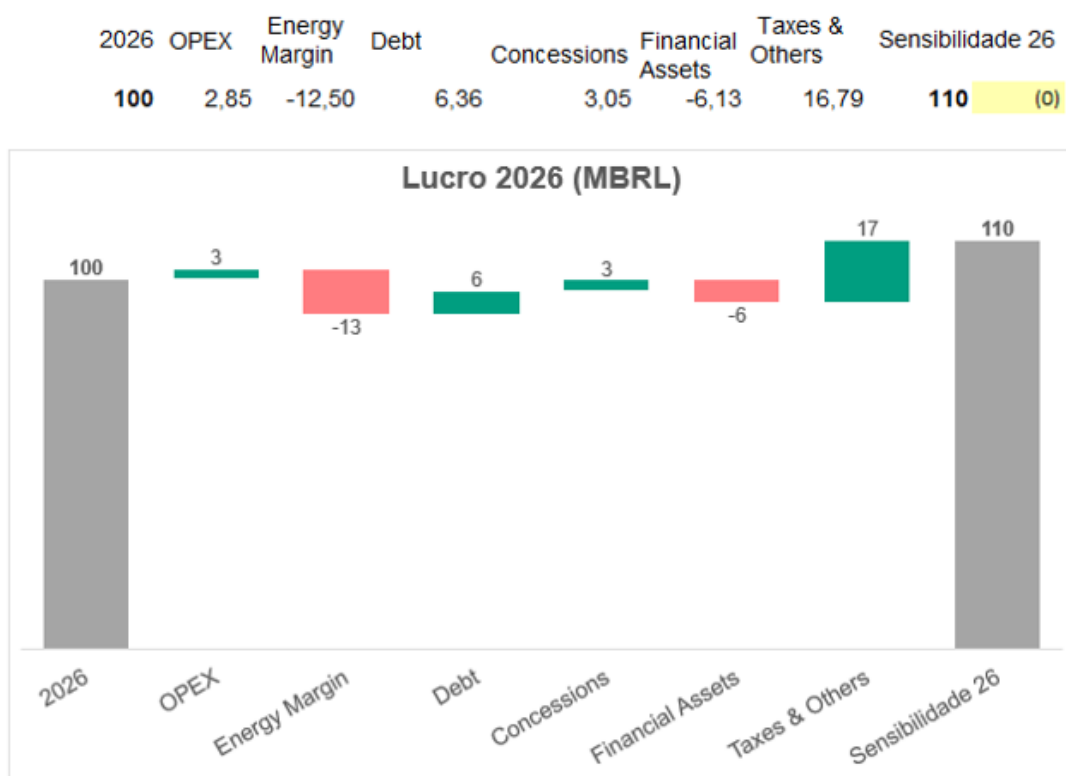 2026 OPEX Energy Margin Debt Concessions Financial Assets Taxes & Others Sensibilidade 26
100 2,85 -12,50 6,36 3,05 -6,13 16,79 110 (0)
Lucro 2026 (MBRL)
100
3
-13
6
3
-6
17
110
2026
OPEX
Energy Margin
Debt
Concessions
Financial Assets
Taxes & Others
Sensibilidade 26